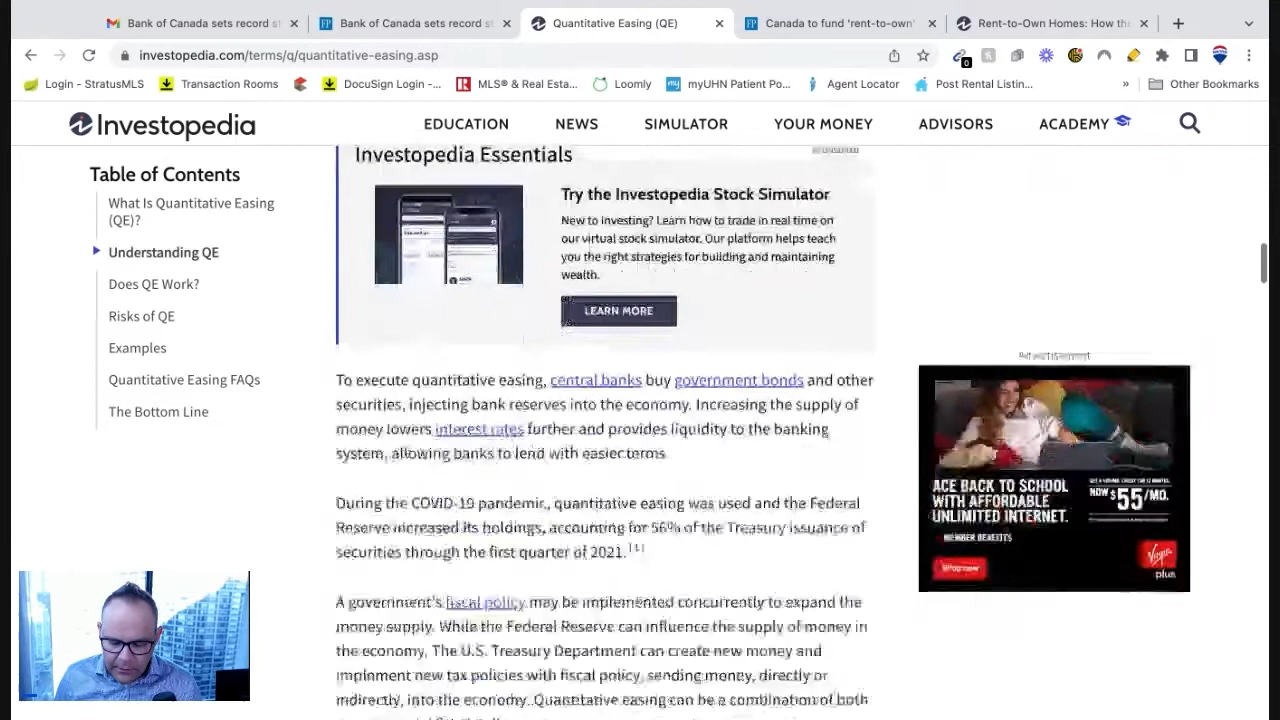 Bank of Canada sets record st
Bank of Canada sets record st
Quantitative Easing (QE)
Canada to fund 'rent-to-own'
Rent-to-Own Homes: How the
investopedia.com/terms/q/quantitative-easing.asp
0
Login - StratusMLS
Transaction Rooms
DocuSign Login -...
MLS® & Real Esta...
Loomly
myUHN Patient Po...
Agent Locator
Post Rental Listin...
»
Other Bookmarks
Investopedia
EDUCATION
NEWS
SIMULATOR
YOUR MONEY
ADVISORS
ACADEMY
Table of Contents
What Is Quantitative Easing
(QE)?
Understanding QE
Does QE Work?
Risks of QE
Examples
Quantitative Easing FAQs
The Bottom Line
Investopedia Essentials
Try the Investopedia Stock Simulator
New to investing? Learn how to trade in real time on
our virtual stock simulator. Our platform helps teach
you the right strategies for building and maintaining
wealth.
LEARN MORE
To execute quantitative easing, central banks buy government bonds and other
securities, injecting bank reserves into the economy. Increasing the supply of
money lowers interest rates further and provides liquidity to the banking
system, allowing banks to lend with easier terms.
During the COVID-19 pandemic, quantitative easing was used and the Federal
Reserve increased its holdings, accounting for 56% of the Treasury issuance of
securities through the first quarter of 2021. [1]
A government's fiscal policy may be implemented concurrently to expand the
money supply. While the Federal Reserve can influence the supply of money in
the economy, The U.S. Treasury Department can create new money and
implement new tax policies with fiscal policy, sending money, directly or
indirectly, into the economy. Quantitative easing can be a combination of both
Advertisement
ACE BACK TO SCHOOL
WITH AFFORDABLE
UNLIMITED INTERNET.
MEMBER BENEFITS
NOW $55/MO.
Virgin
plus